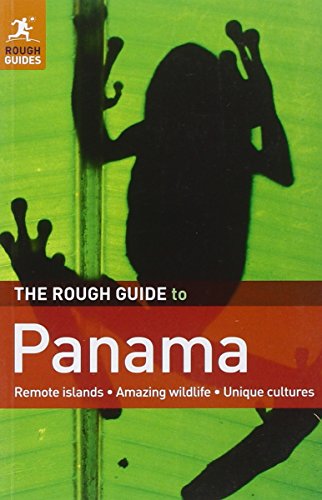 ROUGH
GUIDES
THE ROUGH GUIDE to
Panama
Remote islands • Amazing wildlife • Unique cultures